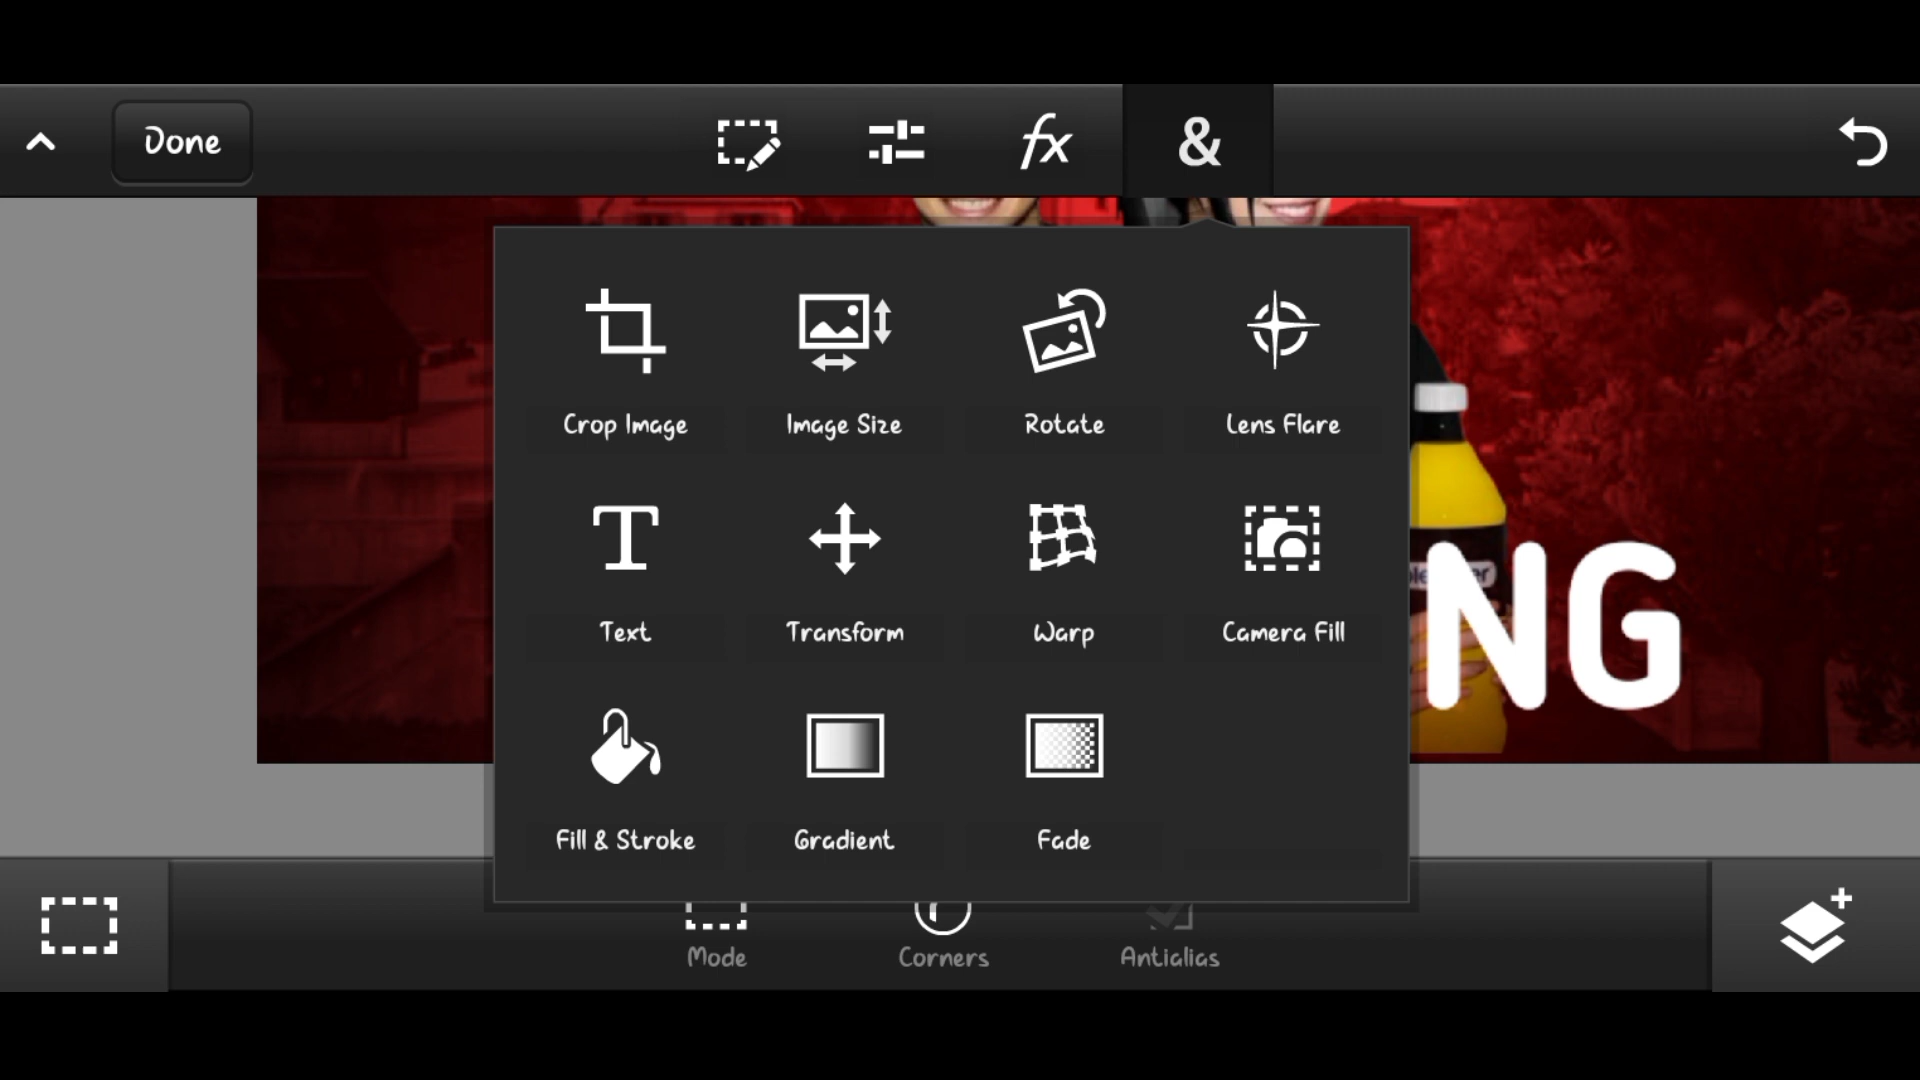 Done
fx
&
Crop Image
Image Size
Rotate
Lens Flare
Text
Transform
Warp
Camera Fill
NG
Fill & Stroke
Gradient
Fade
Mode
Corners
Antialias